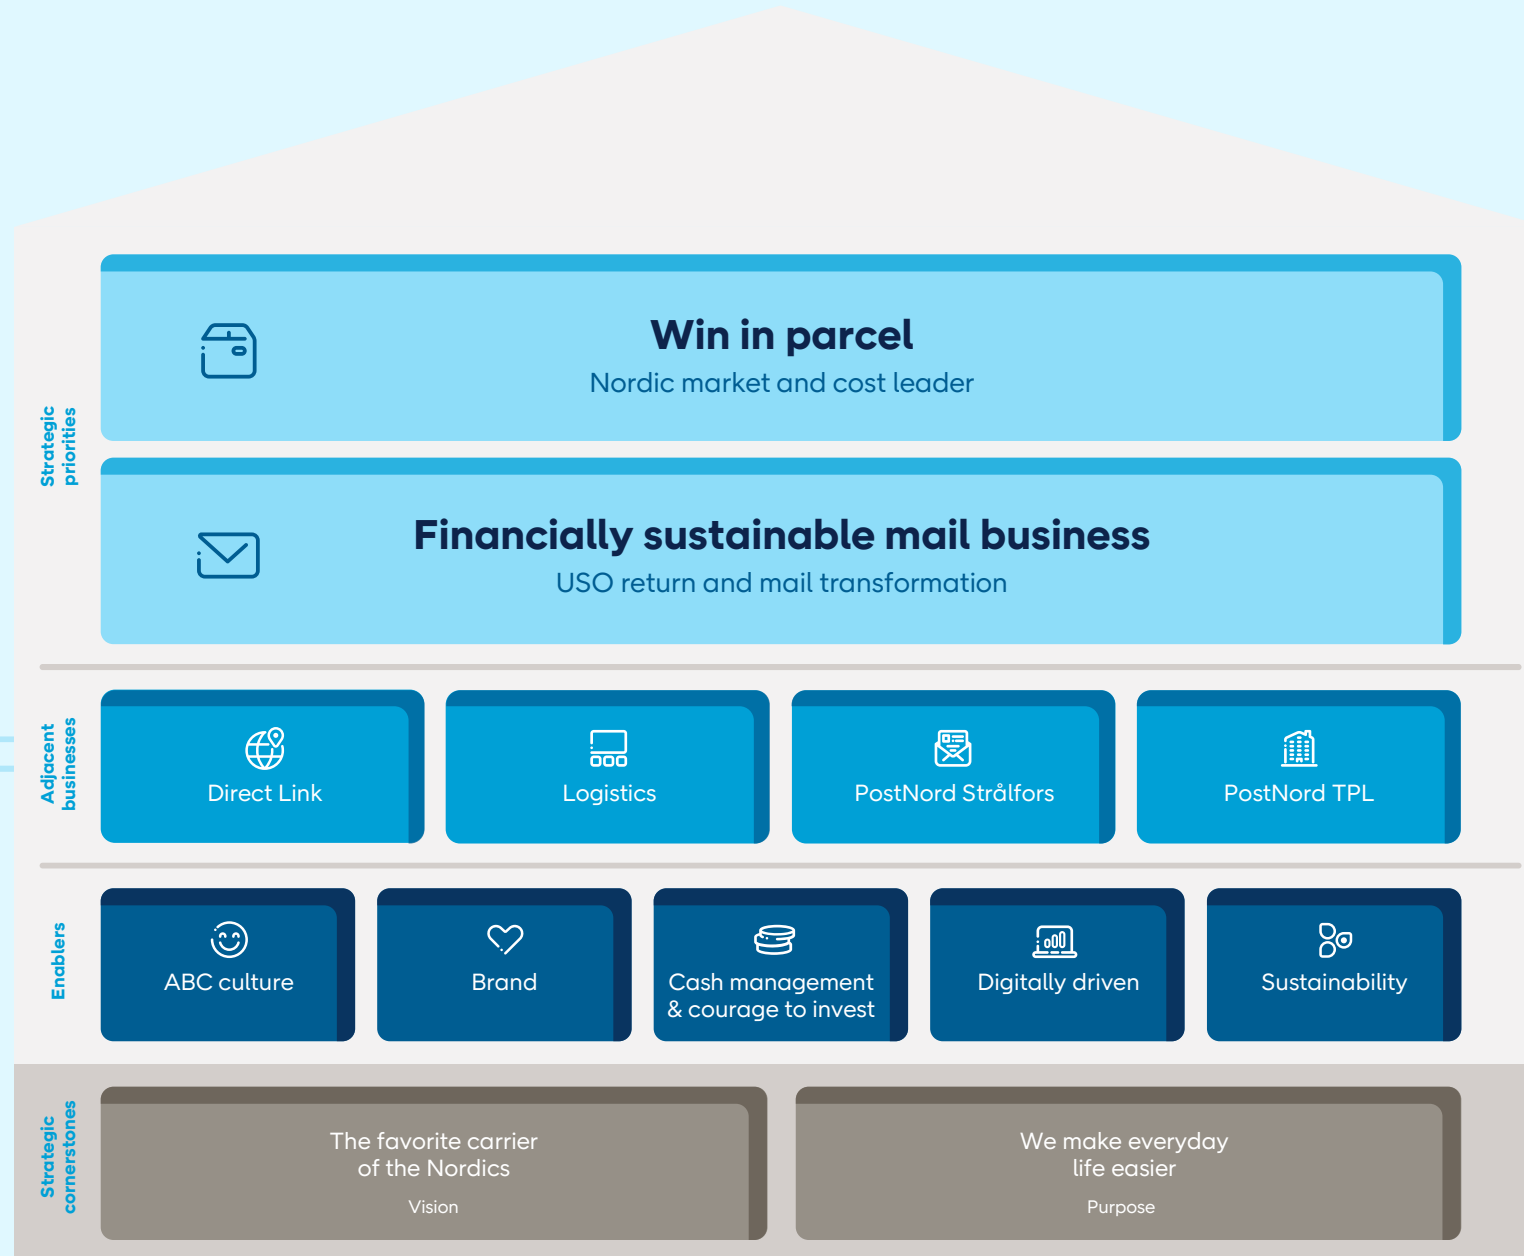 Strategic
priorities
Win in parcel
Nordic market and cost leader
Financially sustainable mail business
USO return and mail transformation
Adjacent
businesses
Direct Link
Logistics
PostNord Strålfors
PostNord TPL
Enablers
ABC culture
Brand
Cash management
& courage to invest
Digitally driven
Sustainability
Strategic
cornerstones
The favorite carrier
of the Nordics
Vision
We make everyday
life easier
Purpose